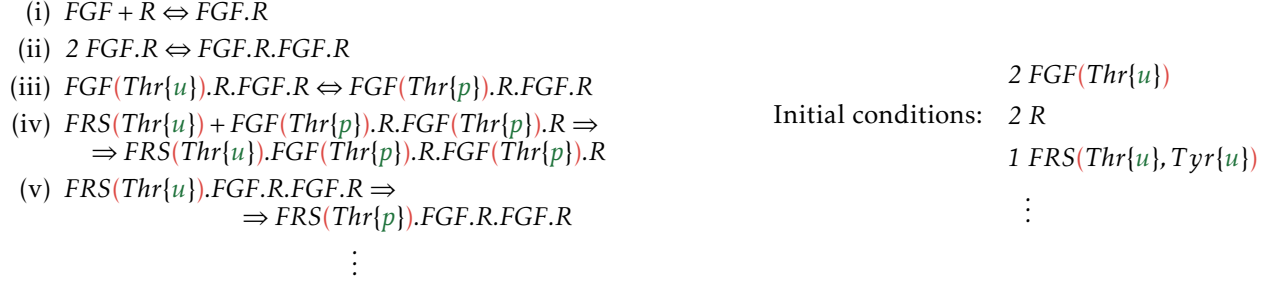 (i) FGF + R ⇔ FGF.R
(ii) 2 FGF.R ⇔ FGF.R.FGF.R
(iii) FGF(Thr{u}).R.FGF.R ⇔ FGF(Thr{p}).R.FGF.R
(iv) FRS(Thr{u}) + FGF(Thr{p}).R.FGF(Thr{p}).R ⇒
⇒ FRS(Thr{u}).FGF(Thr{p}).R.FGF(Thr{p}).R
(v) FRS(Thr{u}).FGF.R.FGF.R ⇒
⇒ FRS(Thr{p}).FGF.R.FGF.R
⋮
Initial conditions:
2 FGF(Thr{u})
2 R
1 FRS(Thr{u}, Tyr{u})
⋮